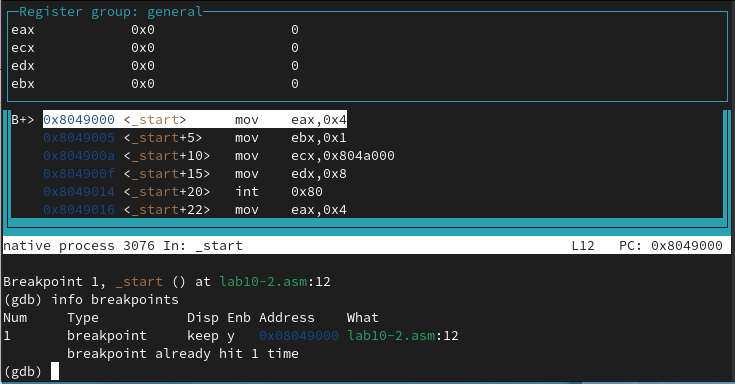 Register group: general
eax 0x0 0
ecx 0x0 0
edx 0x0 0
ebx 0x0 0
B+> 0x8049000 <_start> mov eax,0x4
0x8049005 <_start+5> mov ebx,0x1
0x804900a <_start+10> mov ecx,0x804a000
0x804900f <_start+15> mov edx,0x8
0x8049014 <_start+20> int 0x80
0x8049016 <_start+22> mov eax,0x4
native process 3076 In: _start L12 PC: 0x8049000
Breakpoint 1, _start () at lab10-2.asm:12
(gdb) info breakpoints
Num Type Disp Enb Address What
1 breakpoint keep y 0x08049000 lab10-2.asm:12
breakpoint already hit 1 time
(gdb)